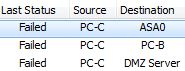 Last Status Source Destination
Failed PC-C ASA0
Failed PC-C PC-B
Failed PC-C DMZ Server